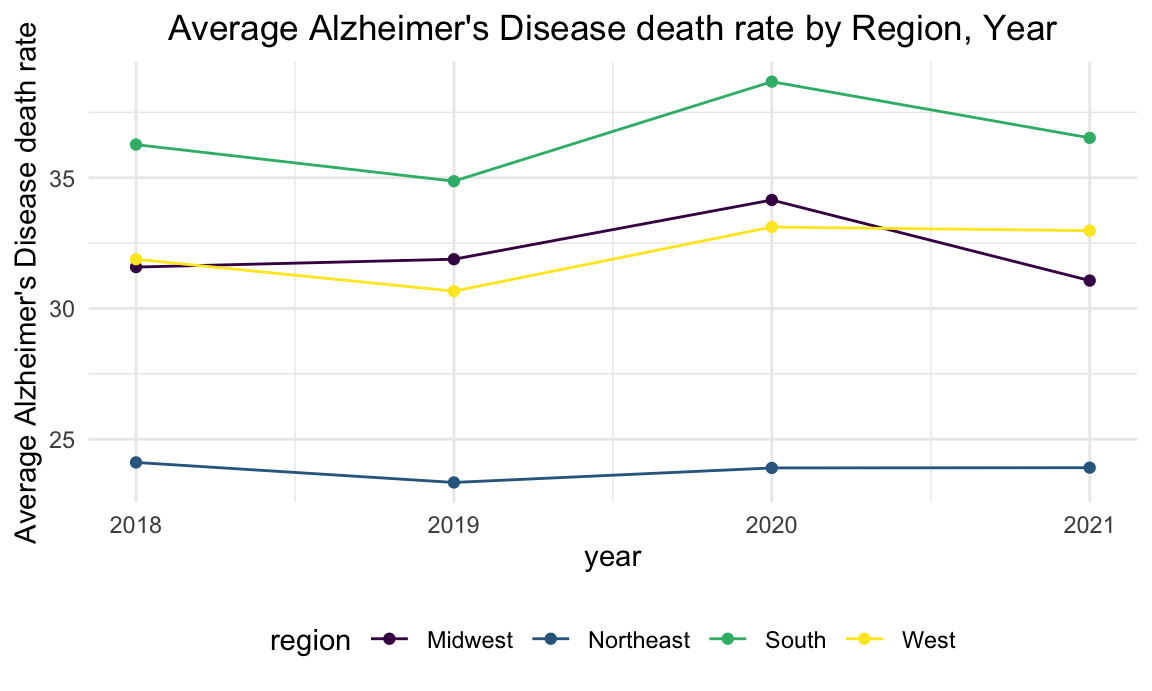 Average Alzheimer's Disease death rate by Region, Year
Average Alzheimer's Disease death rate
35
30
25
2018 2019 2020 2021
year
region Midwest Northeast South West